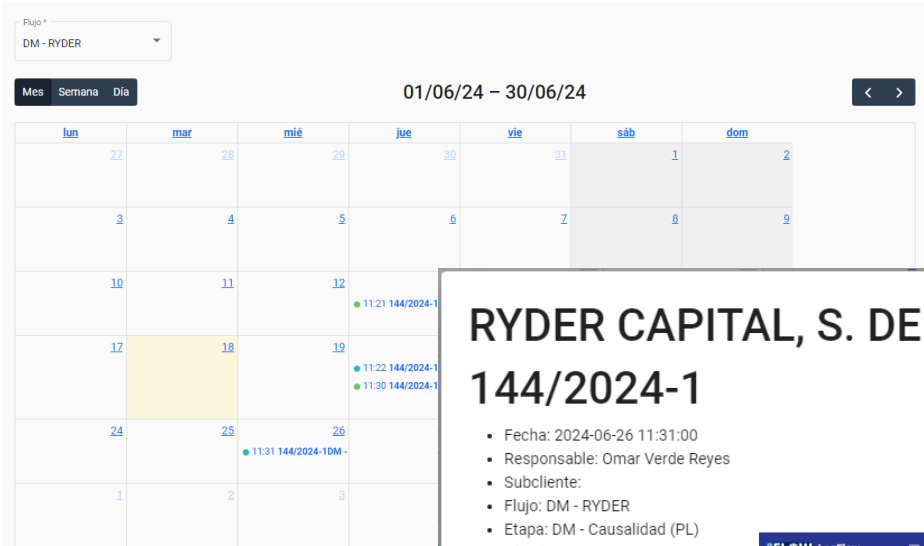 Flujo *
DM - RYDER
Mes Semana Día
01/06/24 – 30/06/24
lun mar mié jue vie sáb dom
27 28 29 30 31 1 2
3 4 5 6 7 8 9
10 11 12
11:21 144/2024-1
17 18 19
11:22 144/2024-1
11:30 144/2024-1
24 25 26
11:31 144/2024-1DM -
1 2 3
RYDER CAPITAL, S. DE
144/2024-1
Fecha: 2024-06-26 11:31:00
Responsable: Omar Verde Reyes
Subcliente:
Flujo: DM - RYDER
Etapa: DM - Causalidad (PL)